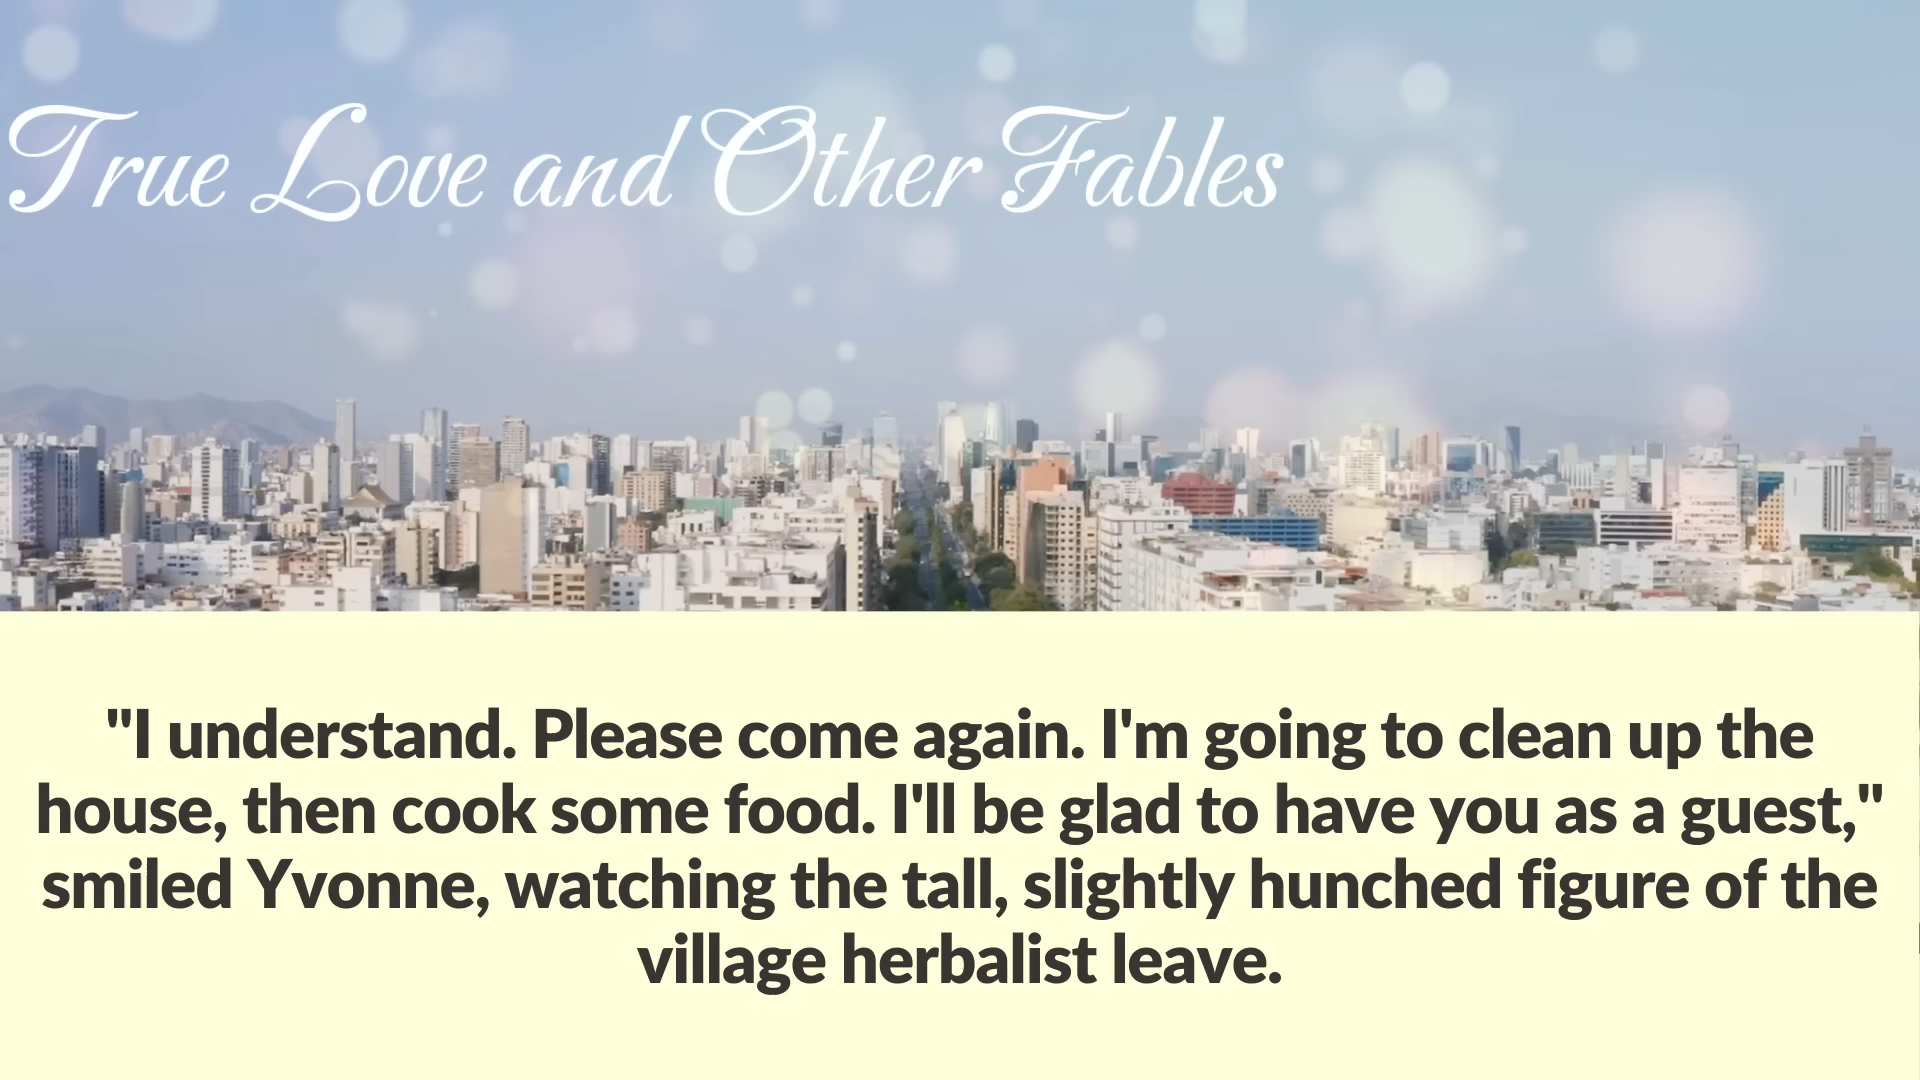 True Love and Other Fables
"I understand. Please come again. I'm going to clean up the
house, then cook some food. I'll be glad to have you as a guest,"
smiled Yvonne, watching the tall, slightly hunched figure of the
village herbalist leave.